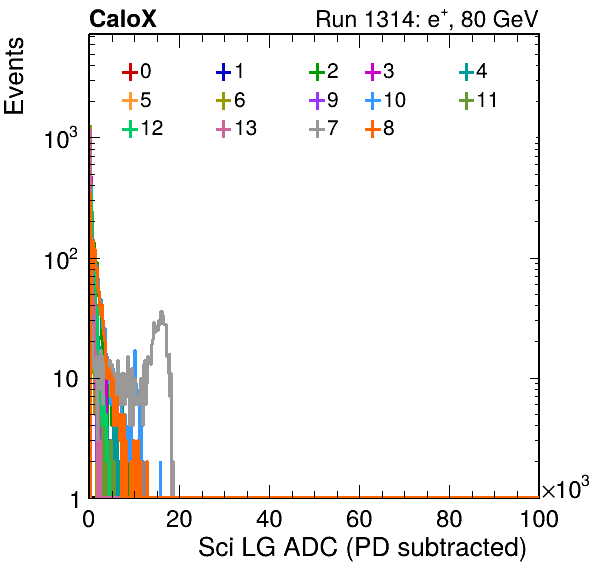 CaloX Run 1314: e⁺, 80 GeV
Events
0 1 2 3 4
5 6 9 10 11
12 13 7 8
10³
10²
10
1
0 20 40 60 80 100
×10³
Sci LG ADC (PD subtracted)